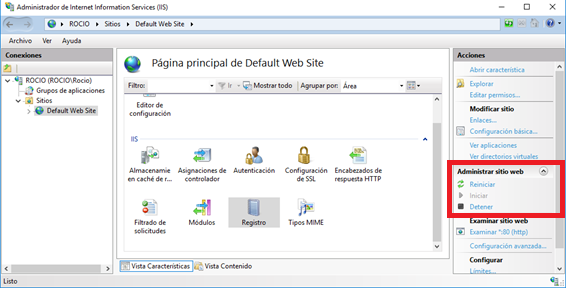 Administrador de Internet Information Services (IIS)
ROCIO
Sitios
Default Web Site
Archivo Ver Ayuda
Conexiones
ROCIO (ROCIO\Rocio)
Grupos de aplicaciones
Sitios
Default Web Site
Página principal de Default Web Site
Filtro:
Ir
Mostrar todo
Agrupar por:
Área
Editor de
configuración
IIS
Almacenamie
en caché de r...
Asignaciones de
controlador
Autenticación
Configuración
de SSL
Encabezados de
respuesta HTTP
Filtrado de
solicitudes
Módulos
Registro
Tipos MIME
Vista Características
Vista Contenido
Acciones
Abrir característica
Explorar
Editar permisos...
Modificar sitio
Enlaces...
Configuración básica...
Ver aplicaciones
Ver directorios virtuales
Administrar sitio web
Reiniciar
Iniciar
Detener
Examinar sitio web
Examinar *:80 (http)
Configuración avanzada...
Configurar
Límites...
Listo